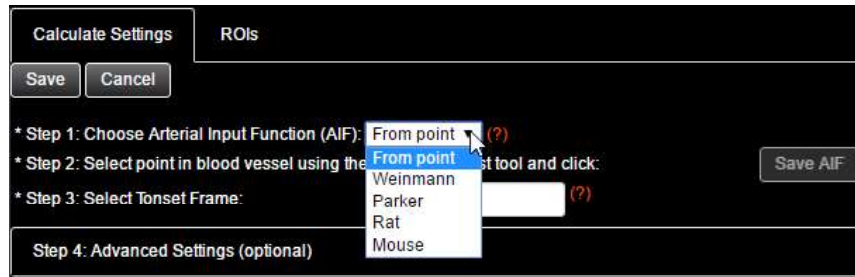 Calculate Settings ROIs
Save Cancel
* Step 1: Choose Arterial Input Function (AIF): From point (?)
* Step 2: Select point in blood vessel using the From point st tool and click: Save AIF
Weinmann
* Step 3: Select Tonset Frame: Parker (?)
Rat
Step 4: Advanced Settings (optional) Mouse